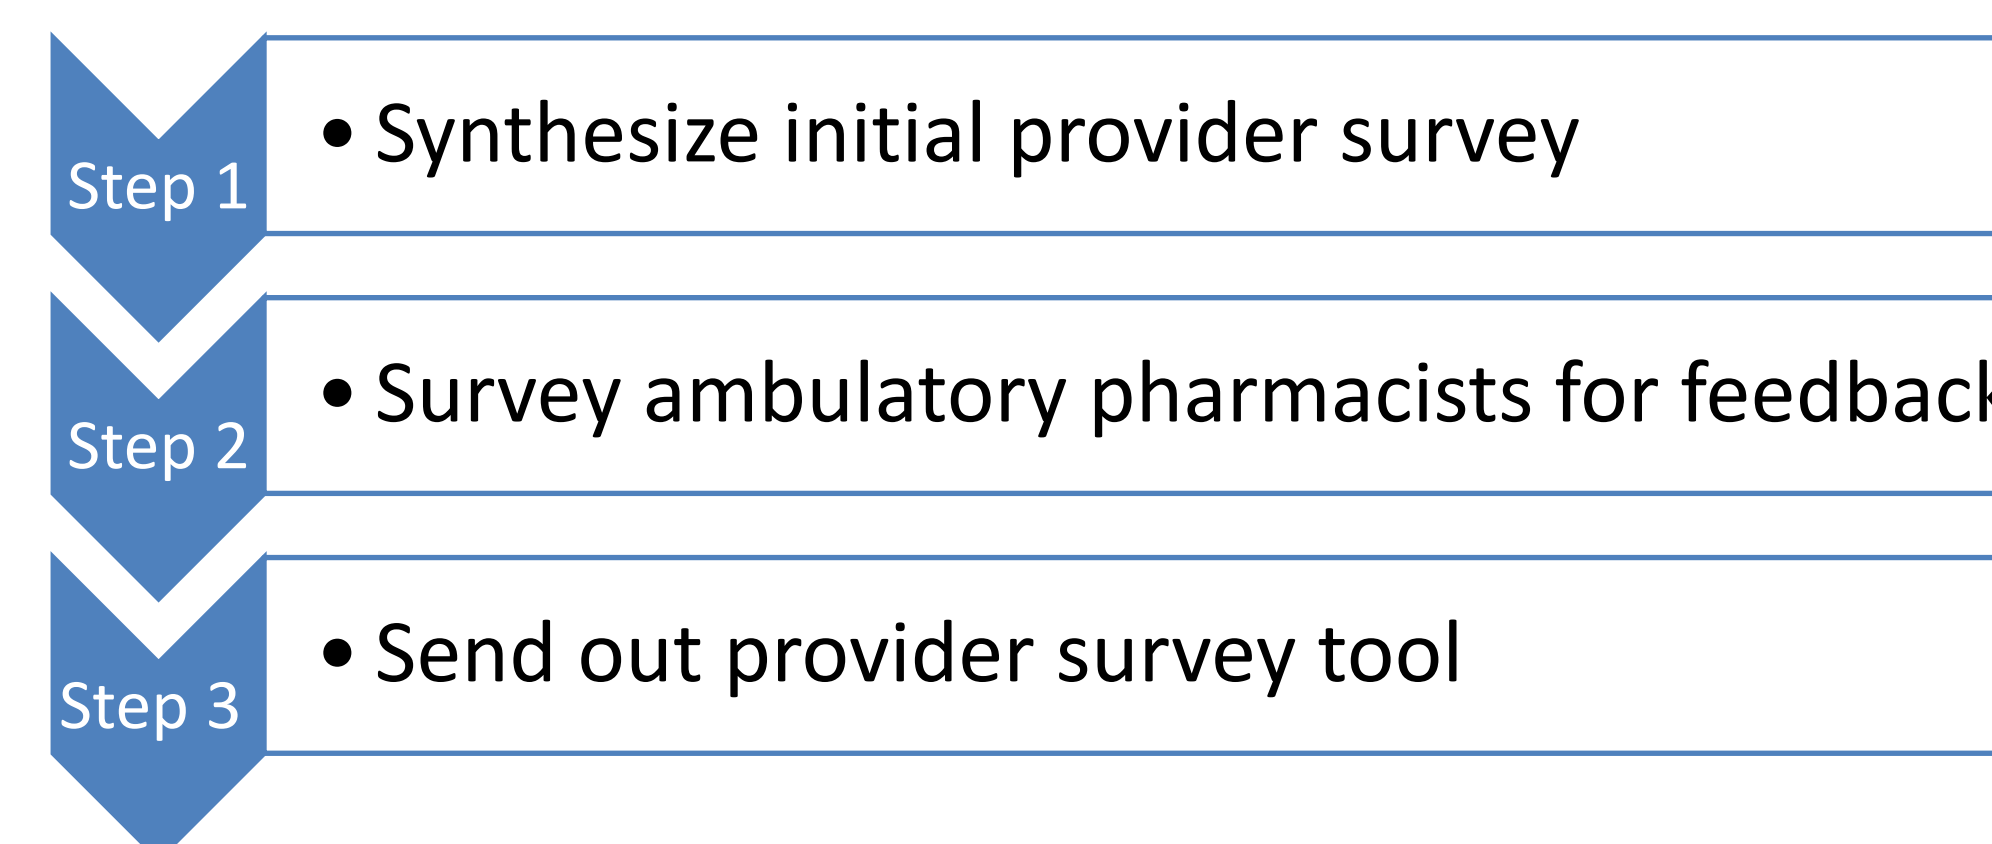 Step 1
• Synthesize initial provider survey
Step 2
• Survey ambulatory pharmacists for feedback
Step 3
• Send out provider survey tool